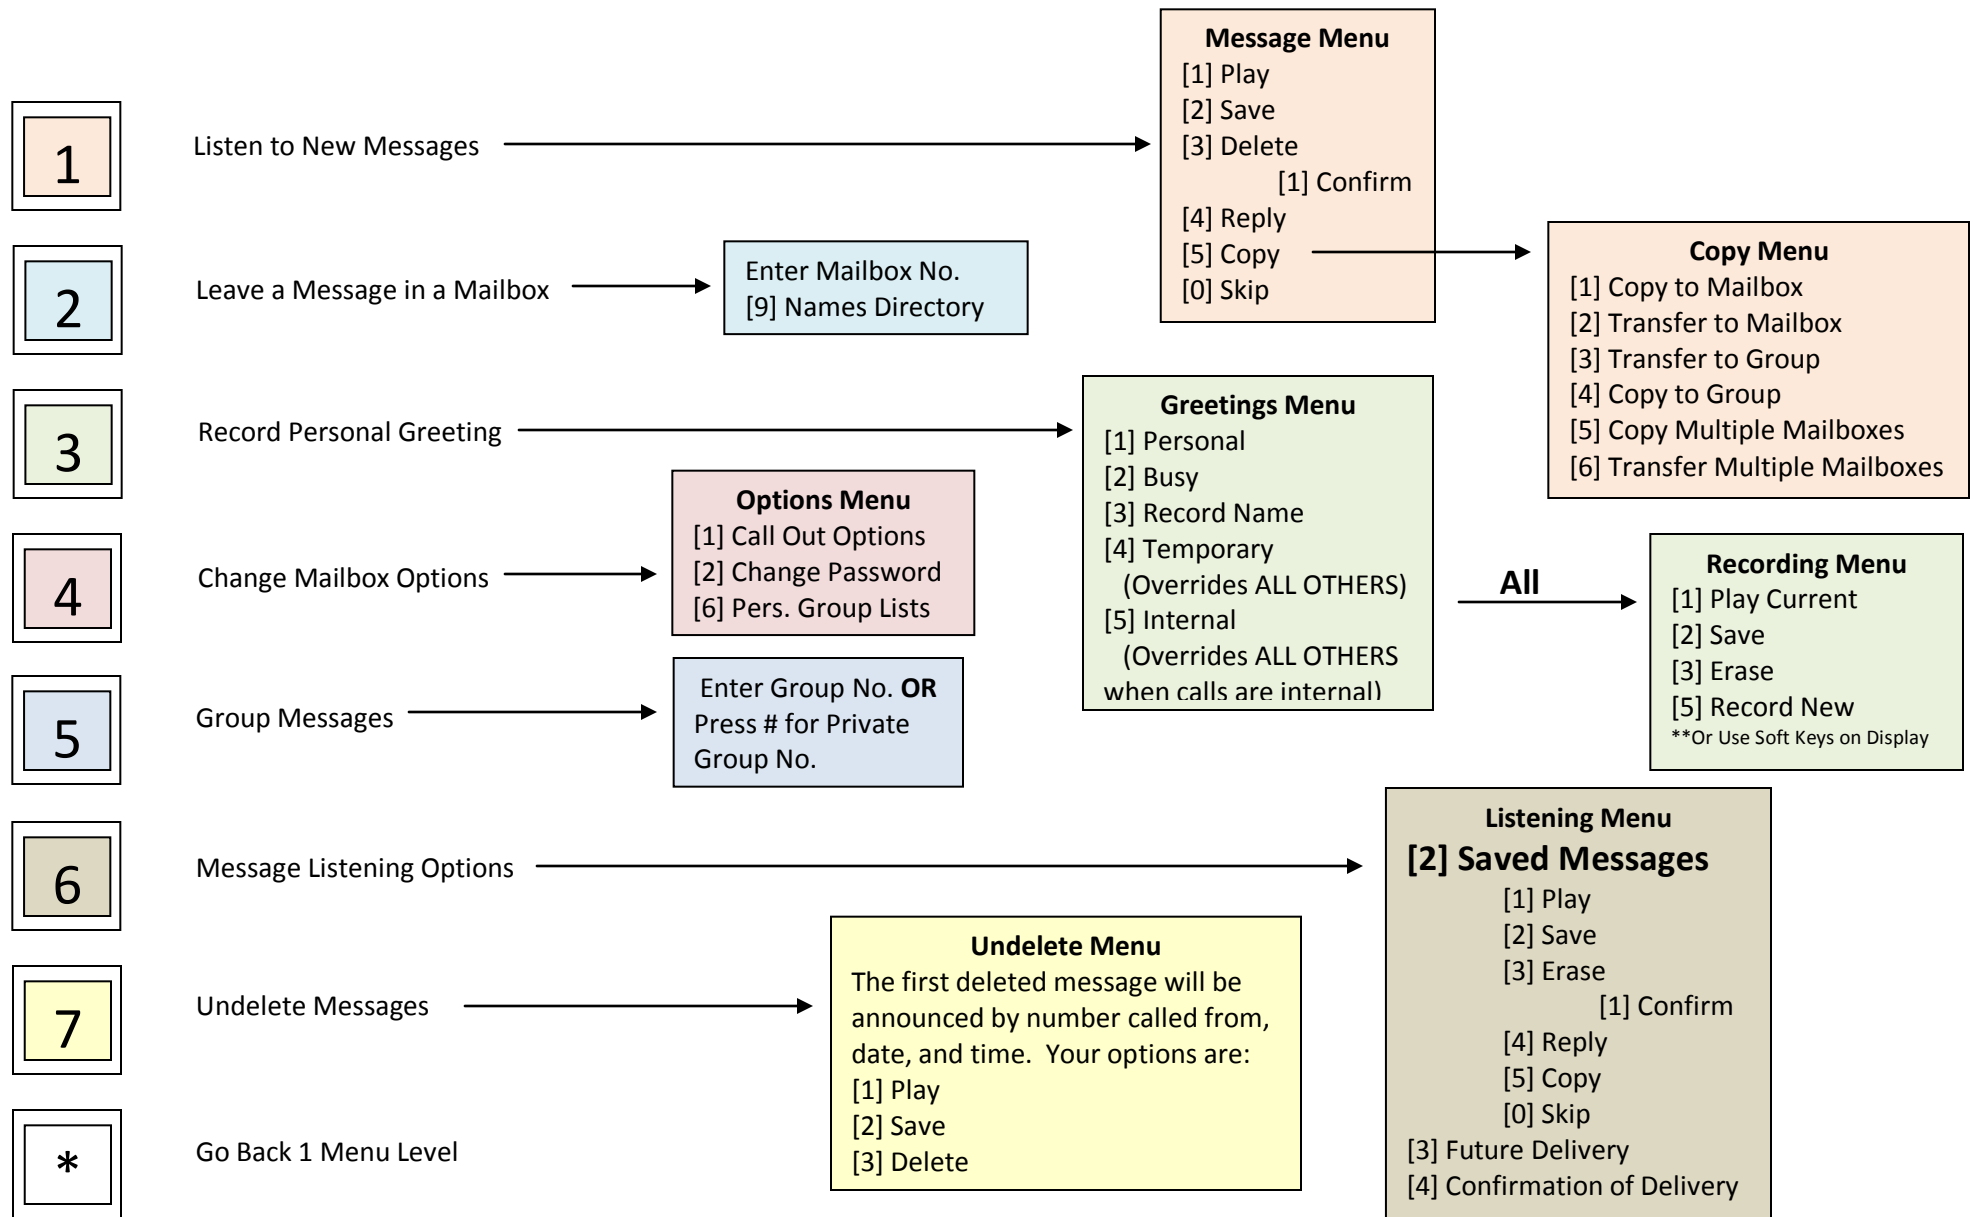 1
Listen to New Messages
Message Menu
[1] Play
[2] Save
[3] Delete
[1] Confirm
[4] Reply
[5] Copy
[0] Skip
Copy Menu
[1] Copy to Mailbox
[2] Transfer to Mailbox
[3] Transfer to Group
[4] Copy to Group
[5] Copy Multiple Mailboxes
[6] Transfer Multiple Mailboxes
2
Leave a Message in a Mailbox
Enter Mailbox No.
[9] Names Directory
3
Record Personal Greeting
Greetings Menu
[1] Personal
[2] Busy
[3] Record Name
[4] Temporary
(Overrides ALL OTHERS)
[5] Internal
(Overrides ALL OTHERS
when calls are internal)
All
Recording Menu
[1] Play Current
[2] Save
[3] Erase
[5] Record New
**Or Use Soft Keys on Display
4
Change Mailbox Options
Options Menu
[1] Call Out Options
[2] Change Password
[6] Pers. Group Lists
5
Group Messages
Enter Group No. OR
Press # for Private
Group No.
6
Message Listening Options
Listening Menu
[2] Saved Messages
[1] Play
[2] Save
[3] Erase
[1] Confirm
[4] Reply
[5] Copy
[0] Skip
[3] Future Delivery
[4] Confirmation of Delivery
7
Undelete Messages
Undelete Menu
The first deleted message will be
announced by number called from,
date, and time.  Your options are:
[1] Play
[2] Save
[3] Delete
*
Go Back 1 Menu Level